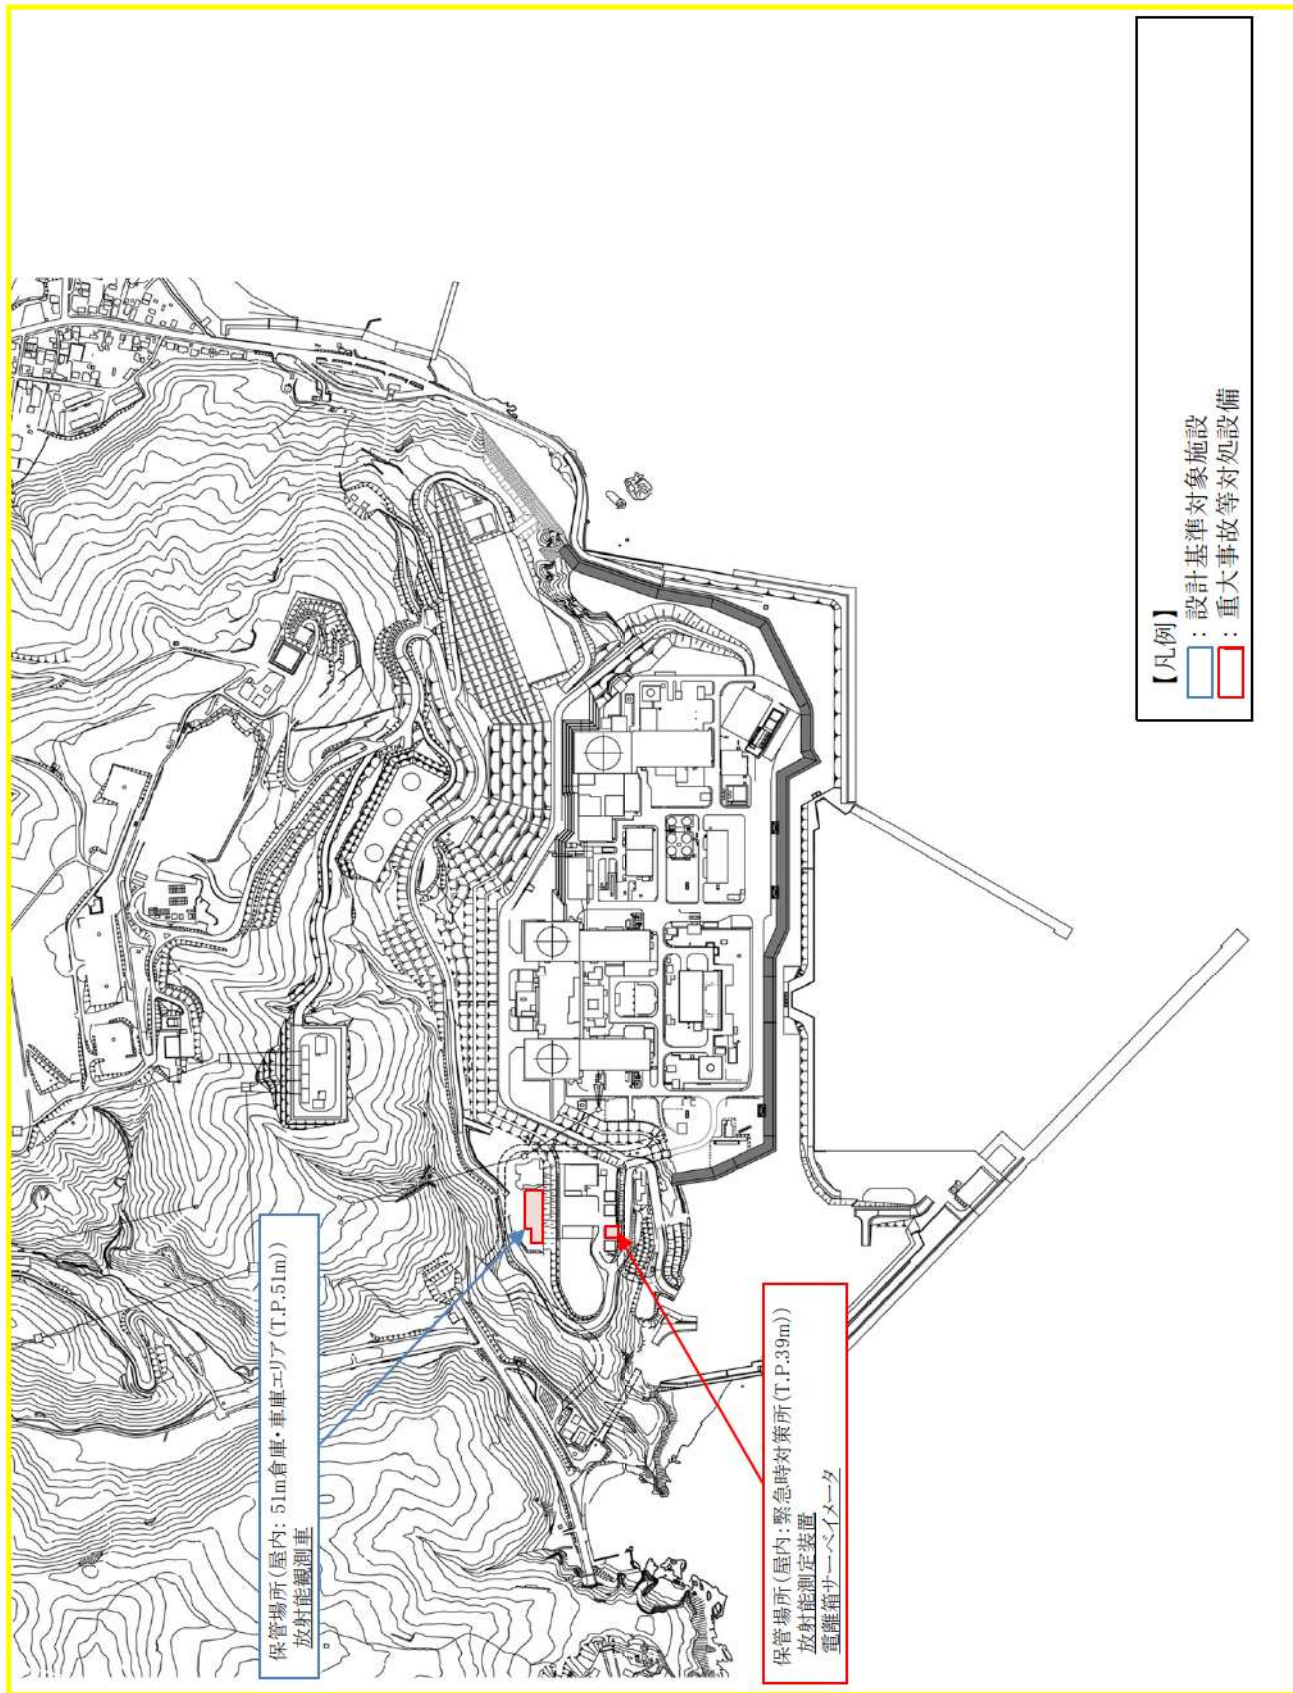 保管場所(屋内:51m倉庫・車庫エリア(T.P.51m))
放射能観測車
保管場所(屋内:緊急時対策所(T.P.39m))
放射能測定装置
電離箱サーベイメータ
【凡例】
:設計基準対象施設
:重大事故等対処設備